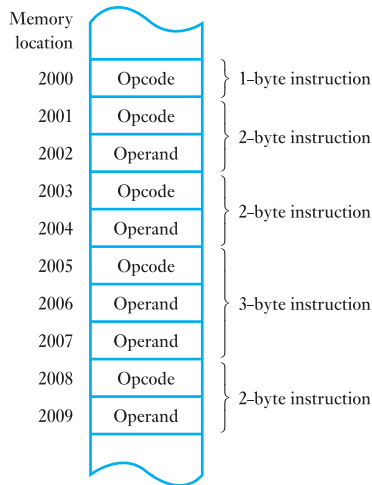 Memory
location
2000 Opcode 1–byte instruction
2001 Opcode
2–byte instruction
2002 Operand
2003 Opcode
2–byte instruction
2004 Operand
2005 Opcode
2006 Operand 3–byte instruction
2007 Operand
2008 Opcode
2–byte instruction
2009 Operand